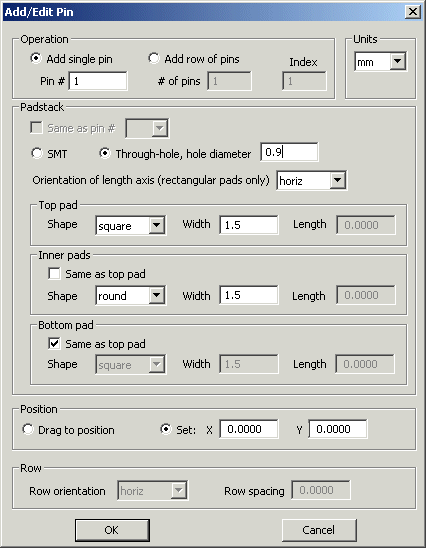 Add/Edit Pin
Operation
Units
Add single pin Add row of pins Index
Pin # 1 # of pins 1 1
mm
Padstack
Same as pin #
SMT Through-hole, hole diameter 0.9
Orientation of length axis (rectangular pads only) horiz
Top pad
Shape square Width 1.5 Length 0.0000
Inner pads
Same as top pad
Shape round Width 1.5 Length 0.0000
Bottom pad
Same as top pad
Shape square Width 1.5 Length 0.0000
Position
Drag to position Set: X 0.0000 Y 0.0000
Row
Row orientation horiz Row spacing 0.0000
OK Cancel